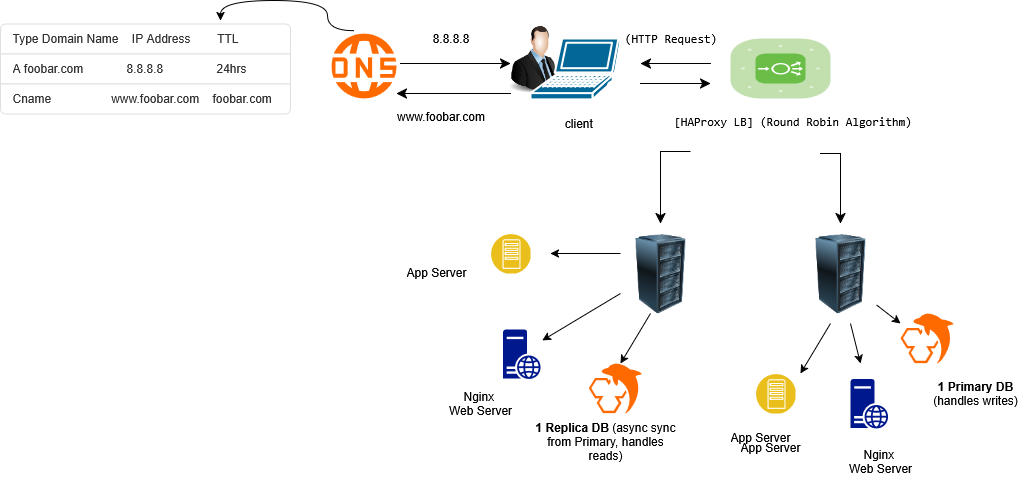 Type Domain Name IP Address TTL
A foobar.com 8.8.8.8 24hrs
Cname www.foobar.com foobar.com
DNS
8.8.8.8
www.foobar.com
client
(HTTP Request)
[HAProxy LB] (Round Robin Algorithm)
App Server
Nginx
Web Server
1 Replica DB (async sync
from Primary, handles
reads)
1 Primary DB
(handles writes)
App Server
App Server
Nginx
Web Server